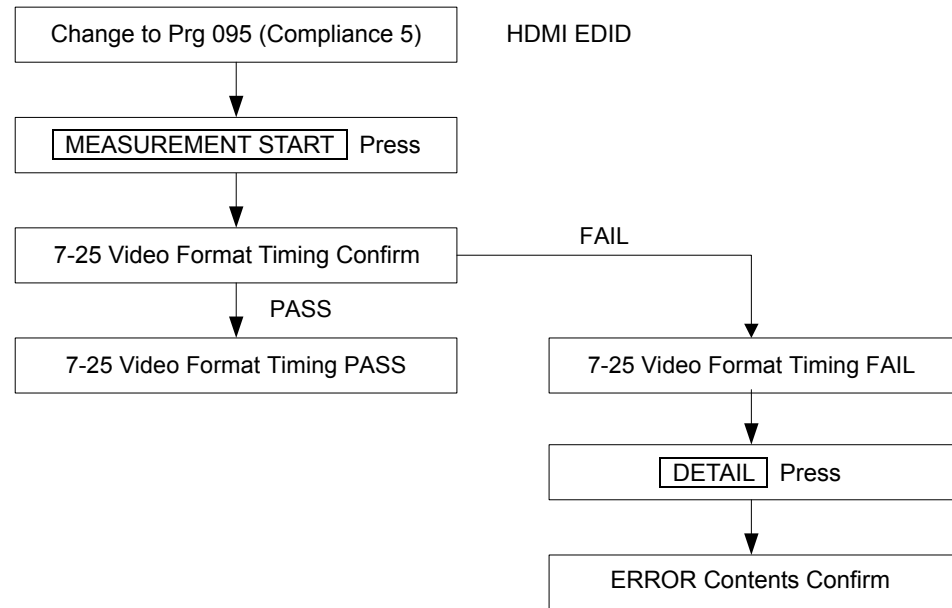 Change to Prg 095 (Compliance 5)
HDMI EDID
MEASUREMENT START Press
7-25 Video Format Timing Confirm
FAIL
PASS
7-25 Video Format Timing PASS
7-25 Video Format Timing FAIL
DETAIL Press
ERROR Contents Confirm